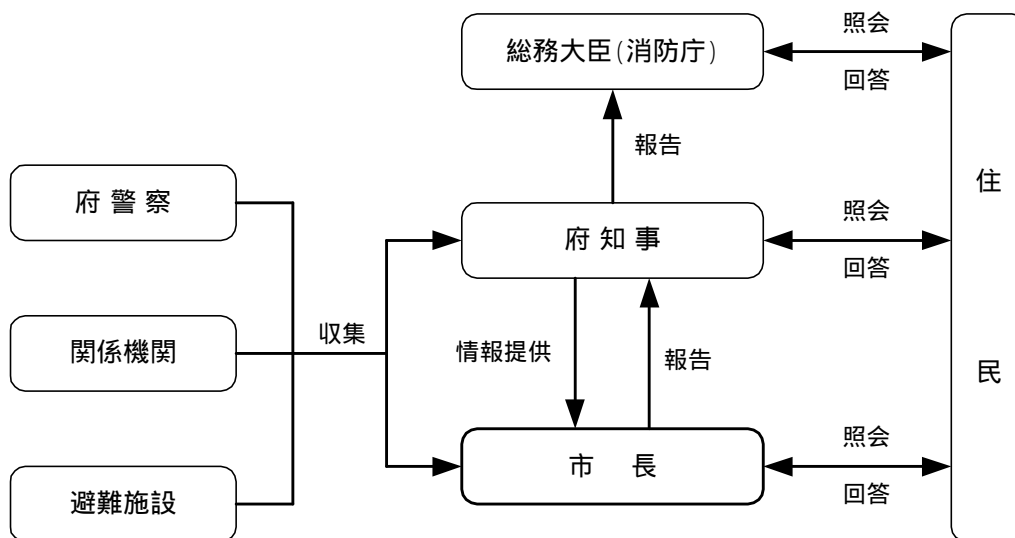 総務大臣(消防庁)
照会
回答
報告
府警察
府知事
照会
回答
住民
収集
関係機関
情報提供
報告
市長
照会
回答
避難施設